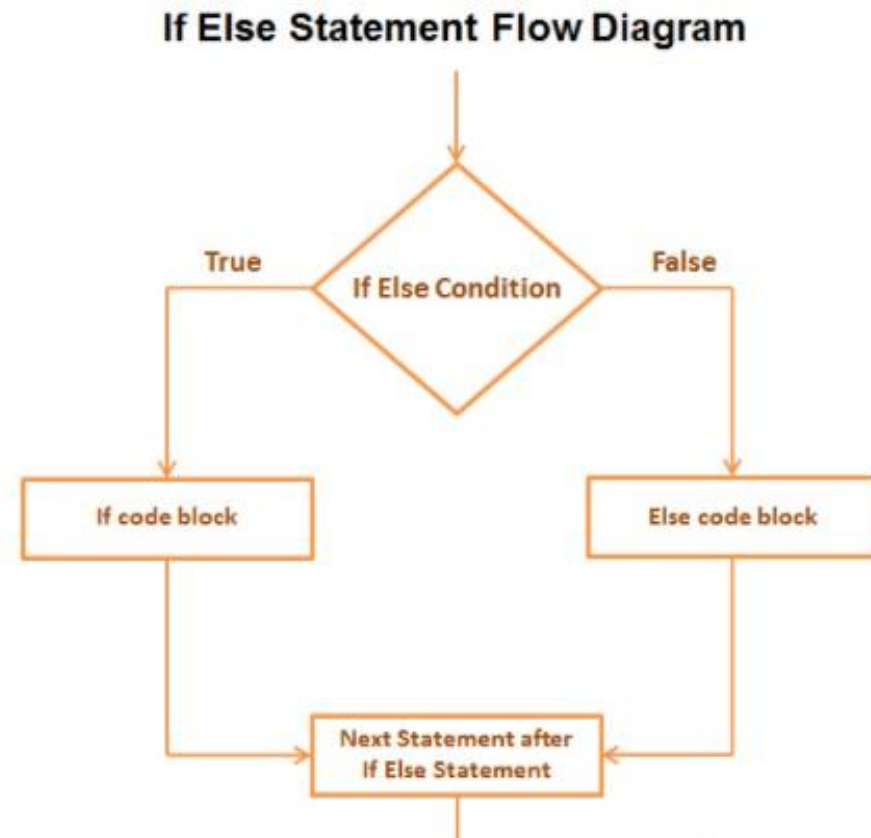 If Else Statement Flow Diagram
True
False
If Else Condition
If code block
Else code block
Next Statement after
If Else Statement